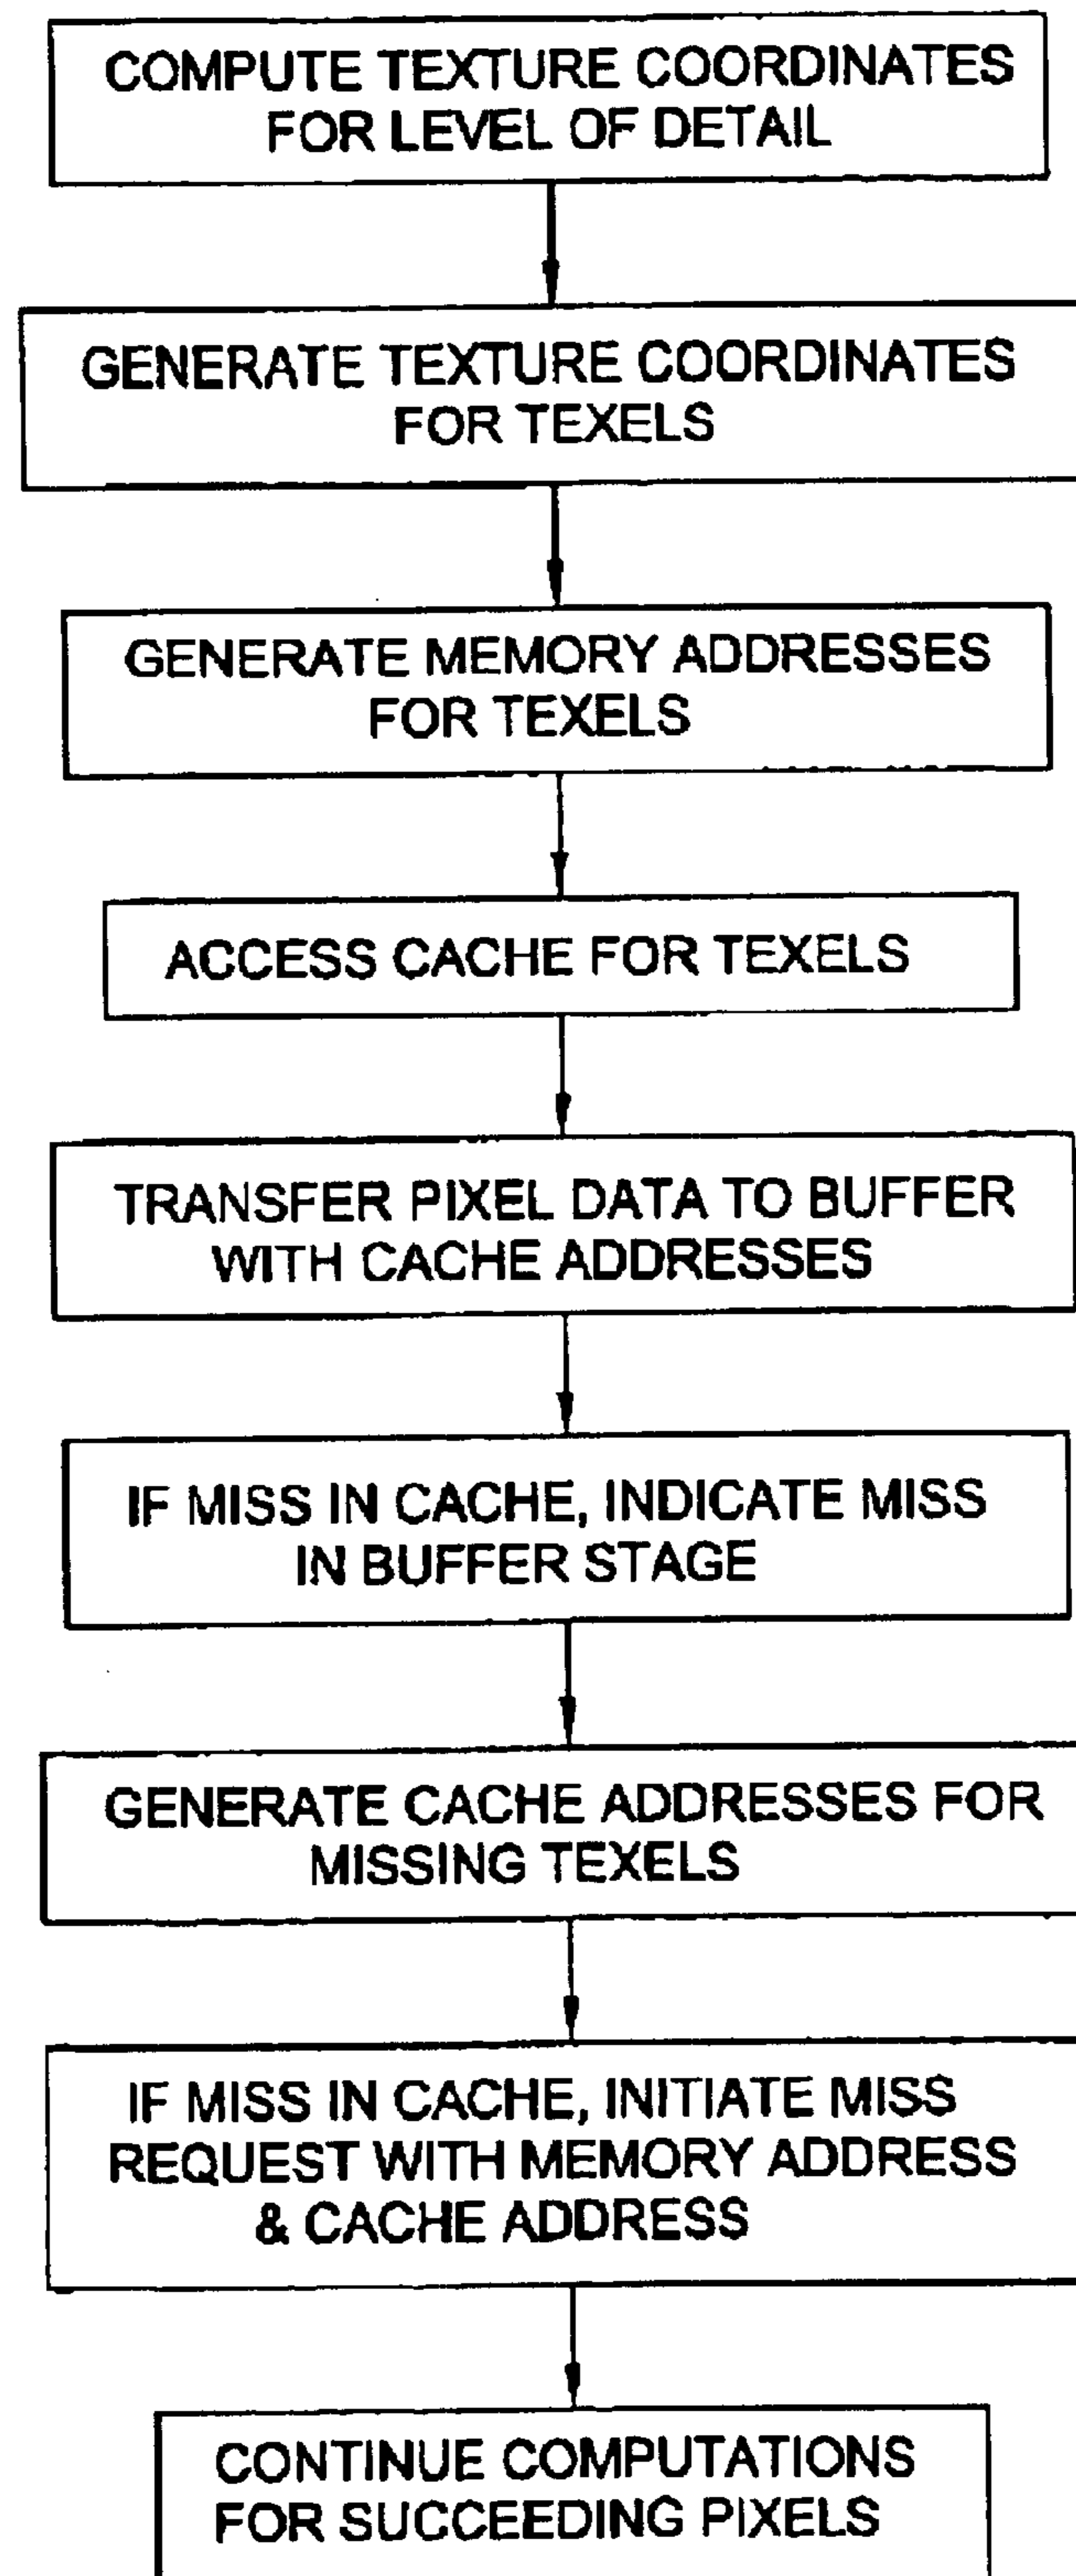 COMPUTE TEXTURE COORDINATES
FOR LEVEL OF DETAIL
GENERATE TEXTURE COORDINATES
FOR TEXELS
GENERATE MEMORY ADDRESSES
FOR TEXELS
ACCESS CACHE FOR TEXELS
TRANSFER PIXEL DATA TO BUFFER
WITH CACHE ADDRESSES
IF MISS IN CACHE, INDICATE MISS
IN BUFFER STAGE
GENERATE CACHE ADDRESSES FOR
MISSING TEXELS
IF MISS IN CACHE, INITIATE MISS
REQUEST WITH MEMORY ADDRESS
& CACHE ADDRESS
CONTINUE COMPUTATIONS
FOR SUCCEEDING PIXELS